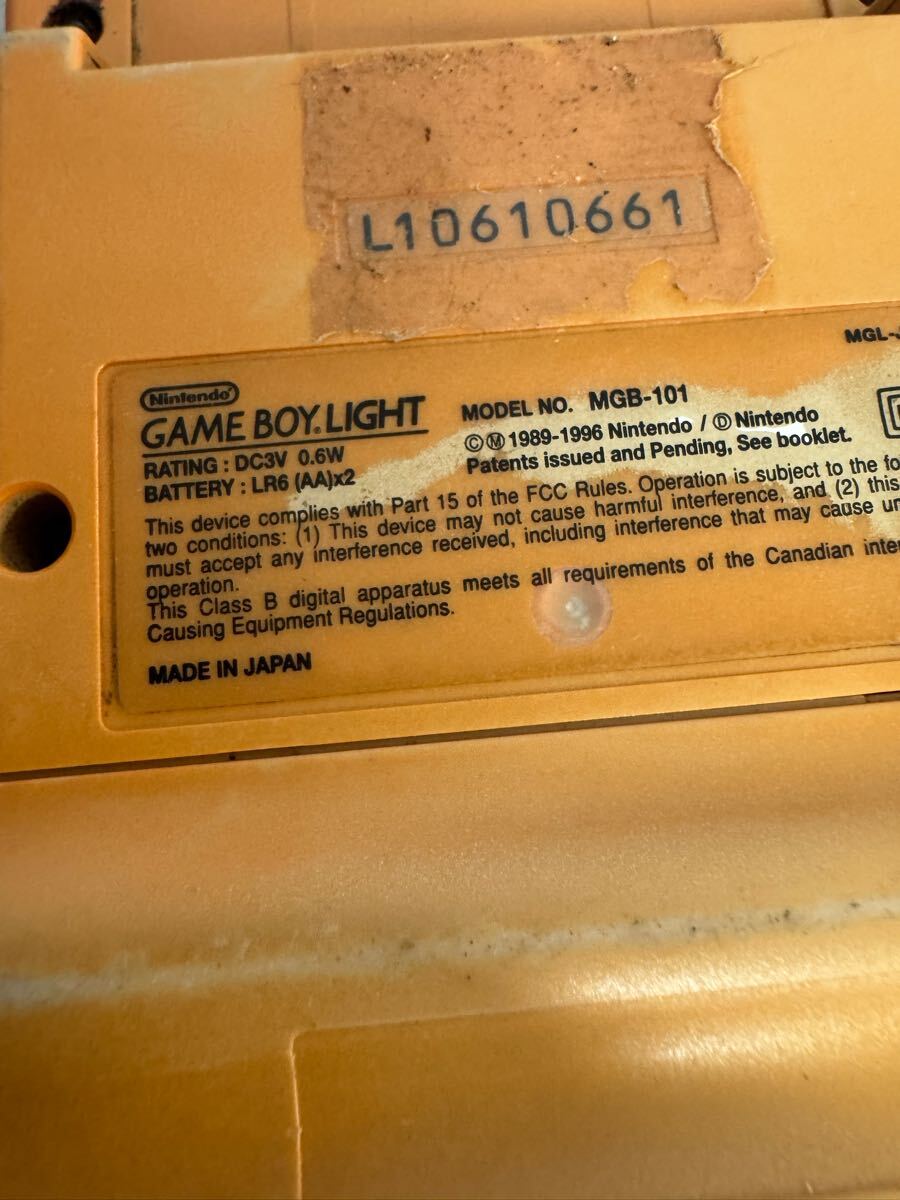 L10610661
MGL-
Nintendo
GAME BOY LIGHT
MODEL NO. MGB-101
RATING : DC3V 0.6W
BATTERY : LR6 (AA)x2
©Ⓜ 1989-1996 Nintendo / Ⓓ Nintendo
Patents issued and Pending, See booklet.
This device complies with Part 15 of the FCC Rules. Operation is subject to the fo
two conditions: (1) This device may not cause harmful interference, and (2) this
must accept any interference received, including interference that may cause un
operation.
This Class B digital apparatus meets all requirements of the Canadian inter
Causing Equipment Regulations.
MADE IN JAPAN